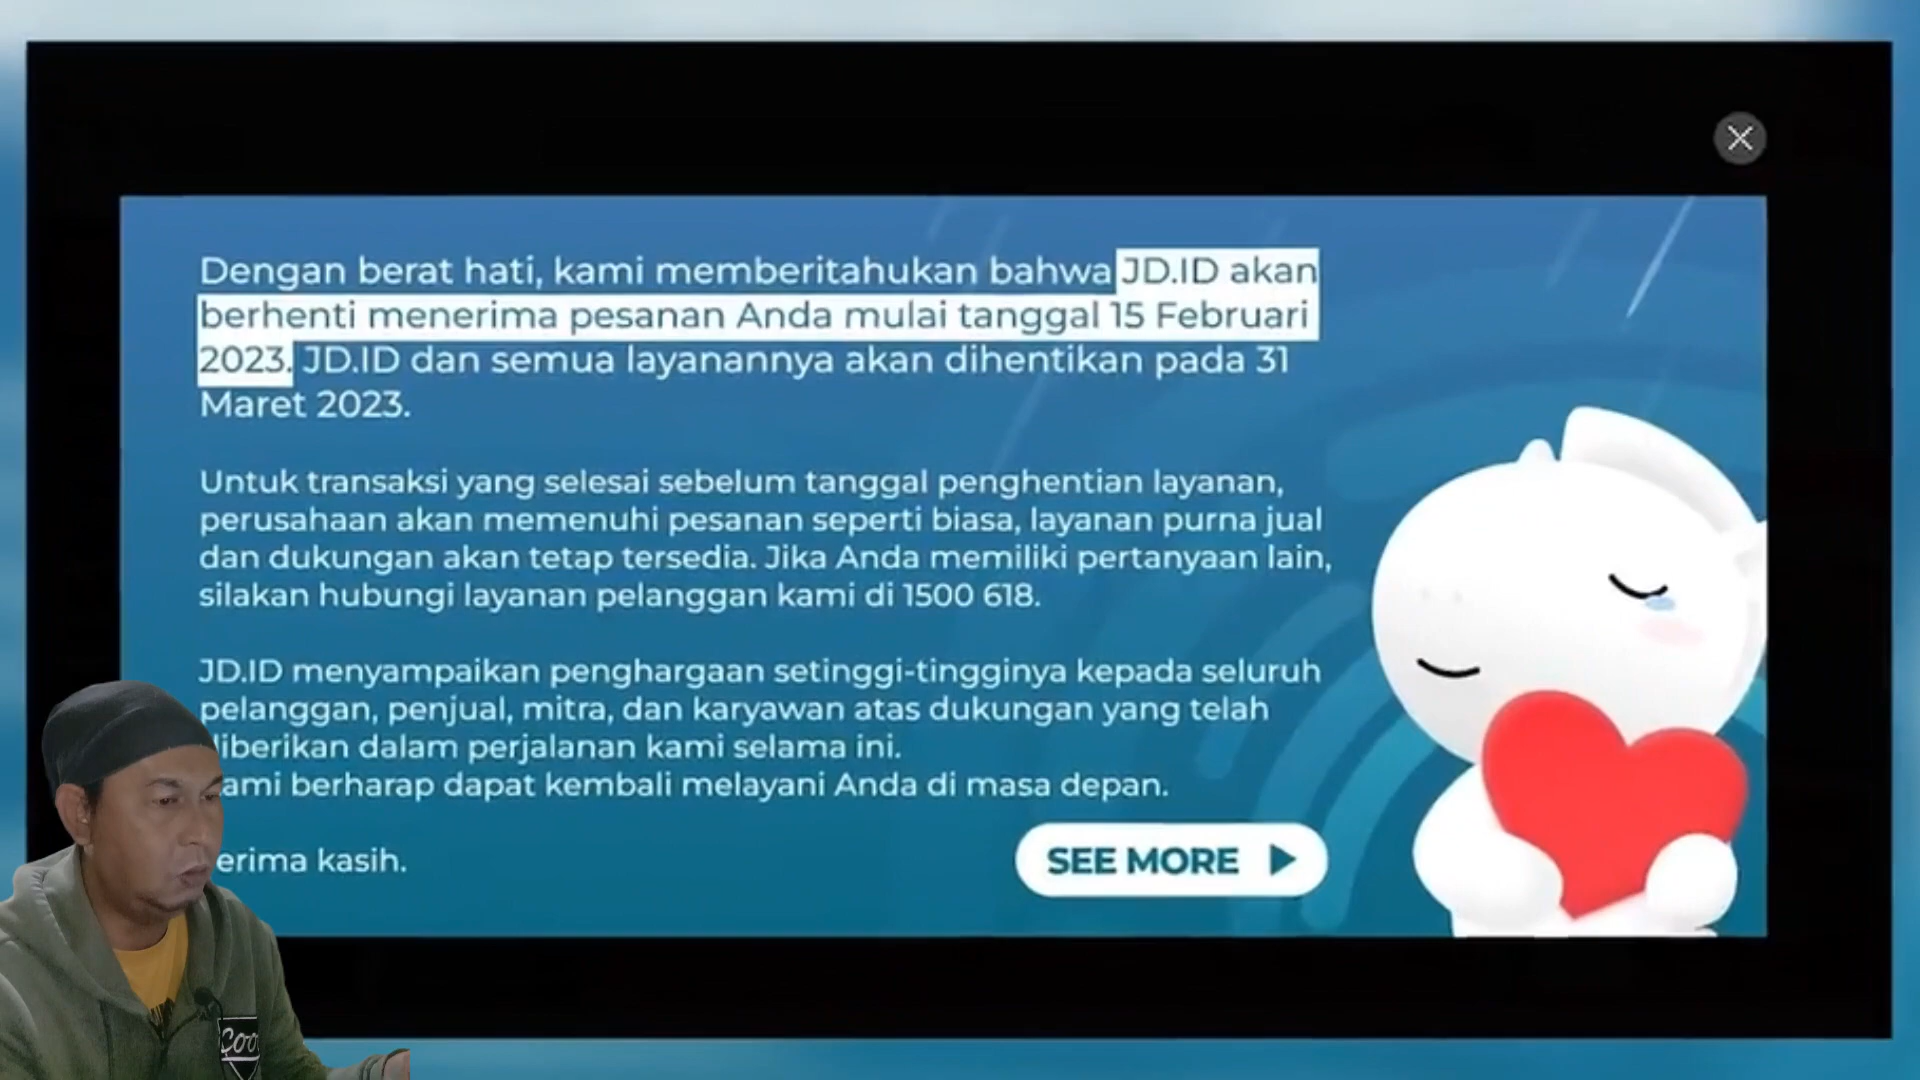 Dengan berat hati, kami memberitahukan bahwa JD.ID akan
berhenti menerima pesanan Anda mulai tanggal 15 Februari
2023. JD.ID dan semua layanannya akan dihentikan pada 31
Maret 2023.
Untuk transaksi yang selesai sebelum tanggal penghentian layanan,
perusahaan akan memenuhi pesanan seperti biasa, layanan purna jual
dan dukungan akan tetap tersedia. Jika Anda memiliki pertanyaan lain,
silakan hubungi layanan pelanggan kami di 1500 618.
JD.ID menyampaikan penghargaan setinggi-tingginya kepada seluruh
pelanggan, penjual, mitra, dan karyawan atas dukungan yang telah
liberikan dalam perjalanan kami selama ini.
ami berharap dapat kembali melayani Anda di masa depan.
erima kasih.
SEE MORE
Coo